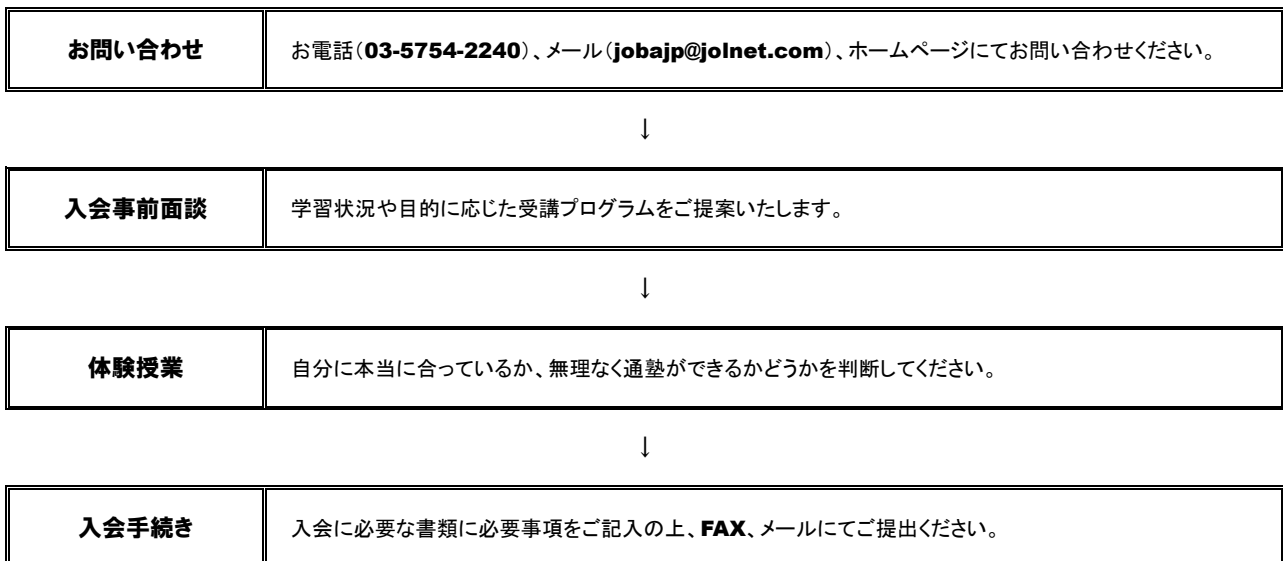 お問い合わせ
お電話（03-5754-2240）、メール（jobajp@jolnet.com）、ホームページにてお問い合わせください。
↓
入会事前面談
学習状況や目的に応じた受講プログラムをご提案いたします。
↓
体験授業
自分に本当に合っているか、無理なく通塾ができるかどうかを判断してください。
↓
入会手続き
入会に必要な書類に必要事項をご記入の上、FAX、メールにてご提出ください。